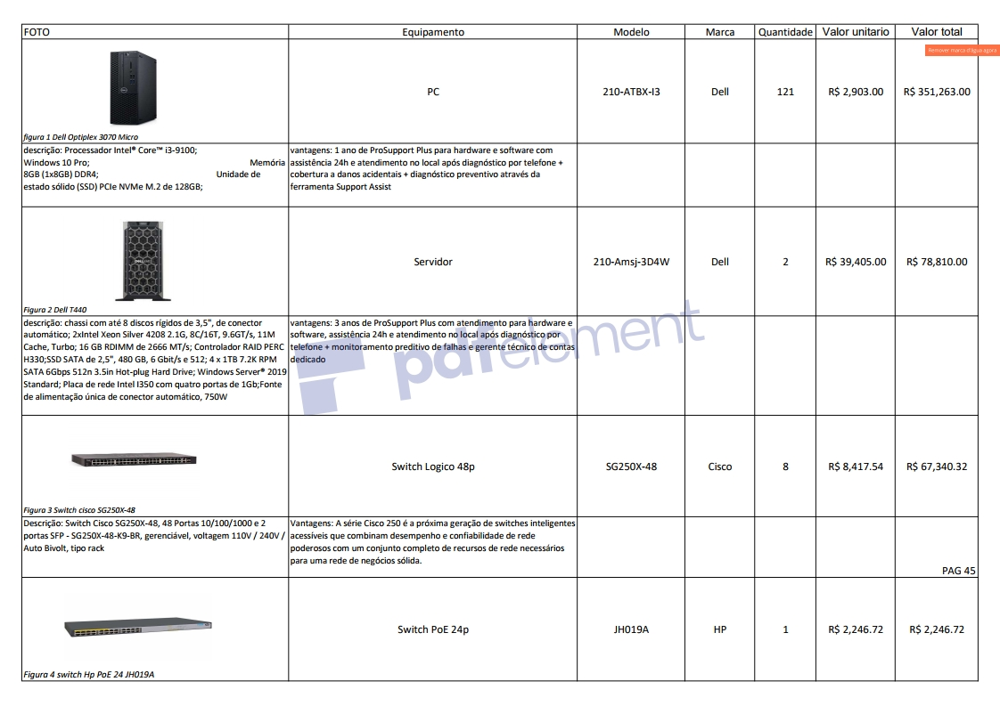 FOTO Equipamento Modelo Marca Quantidade Valor unitario Valor total
Remover marca d'água agora
PC 210-ATBX-I3 Dell 121 R$ 2,903.00 R$ 351,263.00
figura 1 Dell Optiplex 3070 Micro
descrição: Processador Intel® Core™ i3-9100;
Windows 10 Pro; Memória
8GB (1x8GB) DDR4; Unidade de
estado sólido (SSD) PCIe NVMe M.2 de 128GB;
vantagens: 1 ano de ProSupport Plus para hardware e software com
assistência 24h e atendimento no local após diagnóstico por telefone +
cobertura a danos acidentais + diagnóstico preventivo através da
ferramenta Support Assist
Servidor 210-Amsj-3D4W Dell 2 R$ 39,405.00 R$ 78,810.00
Figura 2 Dell T440
descrição: chassi com até 8 discos rígidos de 3,5", de conector
automático; 2xIntel Xeon Silver 4208 2.1G, 8C/16T, 9.6GT/s, 11M
Cache, Turbo; 16 GB RDIMM de 2666 MT/s; Controlador RAID PERC
H330;SSD SATA de 2,5", 480 GB, 6 Gbit/s e 512; 4 x 1TB 7.2K RPM
SATA 6Gbps 512n 3.5in Hot-plug Hard Drive; Windows Server® 2019
Standard; Placa de rede Intel I350 com quatro portas de 1Gb;Fonte
de alimentação única de conector automático, 750W
vantagens: 3 anos de ProSupport Plus com atendimento para hardware e
software, assistência 24h e atendimento no local após diagnóstico por
telefone + monitoramento preditivo de falhas e gerente técnico de contas
dedicado
pdfelement
Switch Logico 48p SG250X-48 Cisco 8 R$ 8,417.54 R$ 67,340.32
Figura 3 Switch cisco SG250X-48
Descrição: Switch Cisco SG250X-48, 48 Portas 10/100/1000 e 2
portas SFP - SG250X-48-K9-BR, gerenciável, voltagem 110V / 240V /
Auto Bivolt, tipo rack
Vantagens: A série Cisco 250 é a próxima geração de switches inteligentes
acessíveis que combinam desempenho e confiabilidade de rede
poderosos com um conjunto completo de recursos de rede necessários
para uma rede de negócios sólida.
PAG 45
Switch PoE 24p JH019A HP 1 R$ 2,246.72 R$ 2,246.72
Figura 4 switch Hp PoE 24 JH019A